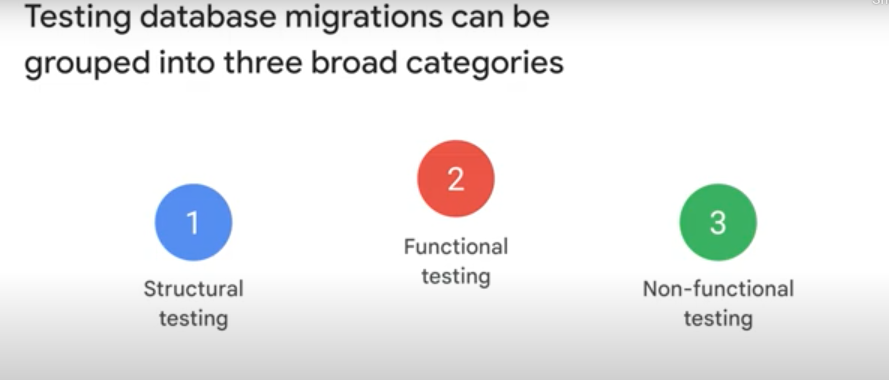 Testing database migrations can be
grouped into three broad categories
1
Structural
testing
2
Functional
testing
3
Non-functional
testing